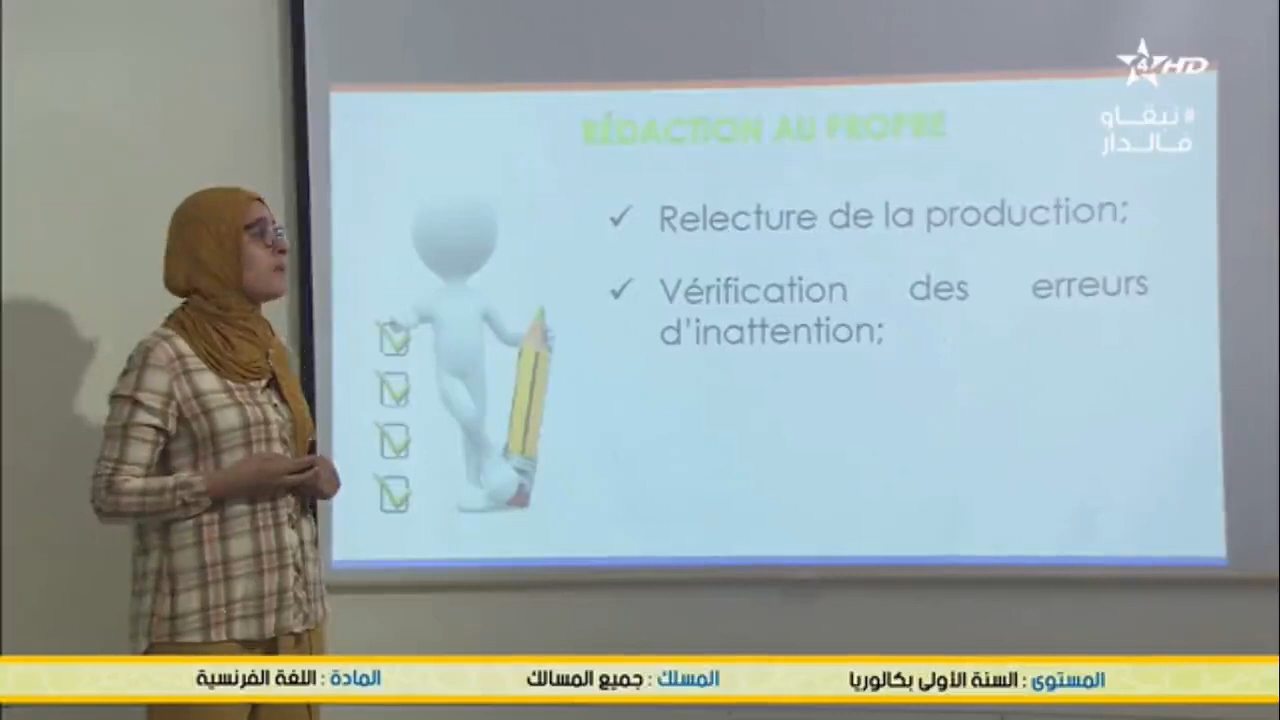 4 HD
# نبقاو
فالدار
RÉDACTION AU PROPRE
✓ Relecture de la production;
✓ Vérification des erreurs
d'inattention;
المستوى : السنة الأولى بكالوريا المسلك : جميع المسالك المادة : اللغة الفرنسية